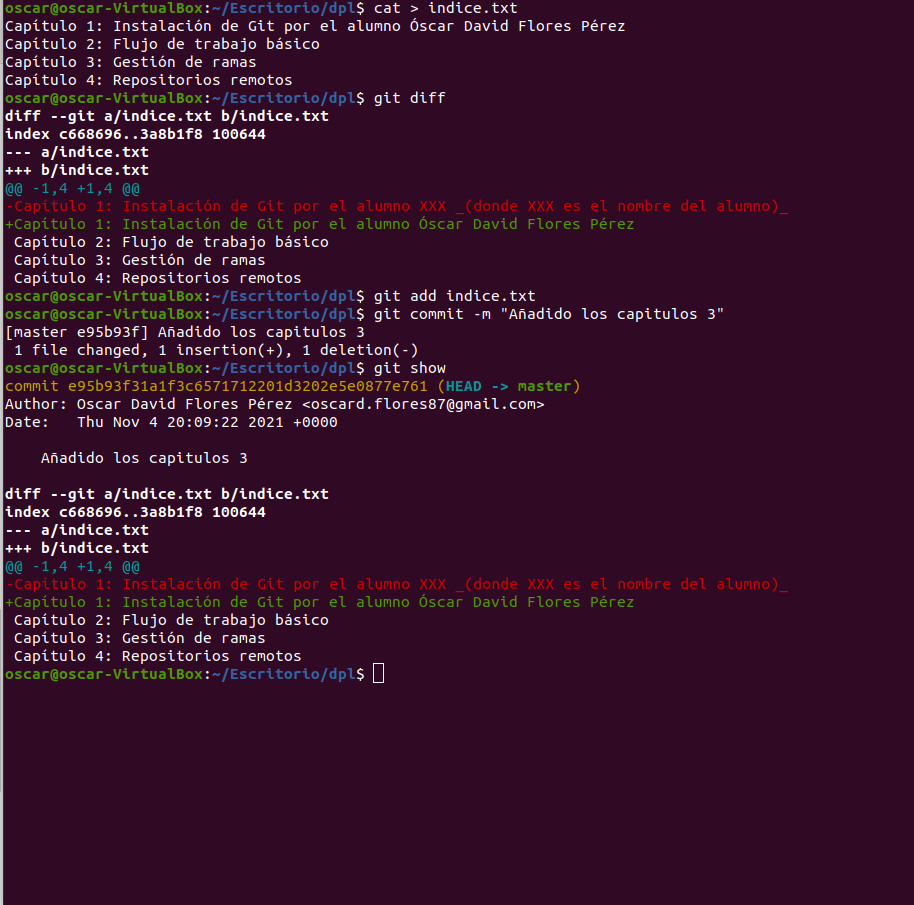 oscar@oscar-VirtualBox:~/Escritorio/dpl$ cat > indice.txt
Capítulo 1: Instalación de Git por el alumno Óscar David Flores Pérez
Capítulo 2: Flujo de trabajo básico
Capítulo 3: Gestión de ramas
Capítulo 4: Repositorios remotos
oscar@oscar-VirtualBox:~/Escritorio/dpl$ git diff
diff --git a/indice.txt b/indice.txt
index c668696..3a8b1f8 100644
--- a/indice.txt
+++ b/indice.txt
@@ -1,4 +1,4 @@
-Capítulo 1: Instalación de Git por el alumno XXX _(donde XXX es el nombre del alumno)_
+Capítulo 1: Instalación de Git por el alumno Óscar David Flores Pérez
 Capítulo 2: Flujo de trabajo básico
 Capítulo 3: Gestión de ramas
 Capítulo 4: Repositorios remotos
oscar@oscar-VirtualBox:~/Escritorio/dpl$ git add indice.txt
oscar@oscar-VirtualBox:~/Escritorio/dpl$ git commit -m "Añadido los capitulos 3"
[master e95b93f] Añadido los capitulos 3
 1 file changed, 1 insertion(+), 1 deletion(-)
oscar@oscar-VirtualBox:~/Escritorio/dpl$ git show
commit e95b93f31a1f3c6571712201d3202e5e0877e761 (HEAD -> master)
Author: Oscar David Flores Pérez <oscard.flores87@gmail.com>
Date:   Thu Nov 4 20:09:22 2021 +0000

    Añadido los capitulos 3

diff --git a/indice.txt b/indice.txt
index c668696..3a8b1f8 100644
--- a/indice.txt
+++ b/indice.txt
@@ -1,4 +1,4 @@
-Capítulo 1: Instalación de Git por el alumno XXX _(donde XXX es el nombre del alumno)_
+Capítulo 1: Instalación de Git por el alumno Óscar David Flores Pérez
 Capítulo 2: Flujo de trabajo básico
 Capítulo 3: Gestión de ramas
 Capítulo 4: Repositorios remotos
oscar@oscar-VirtualBox:~/Escritorio/dpl$